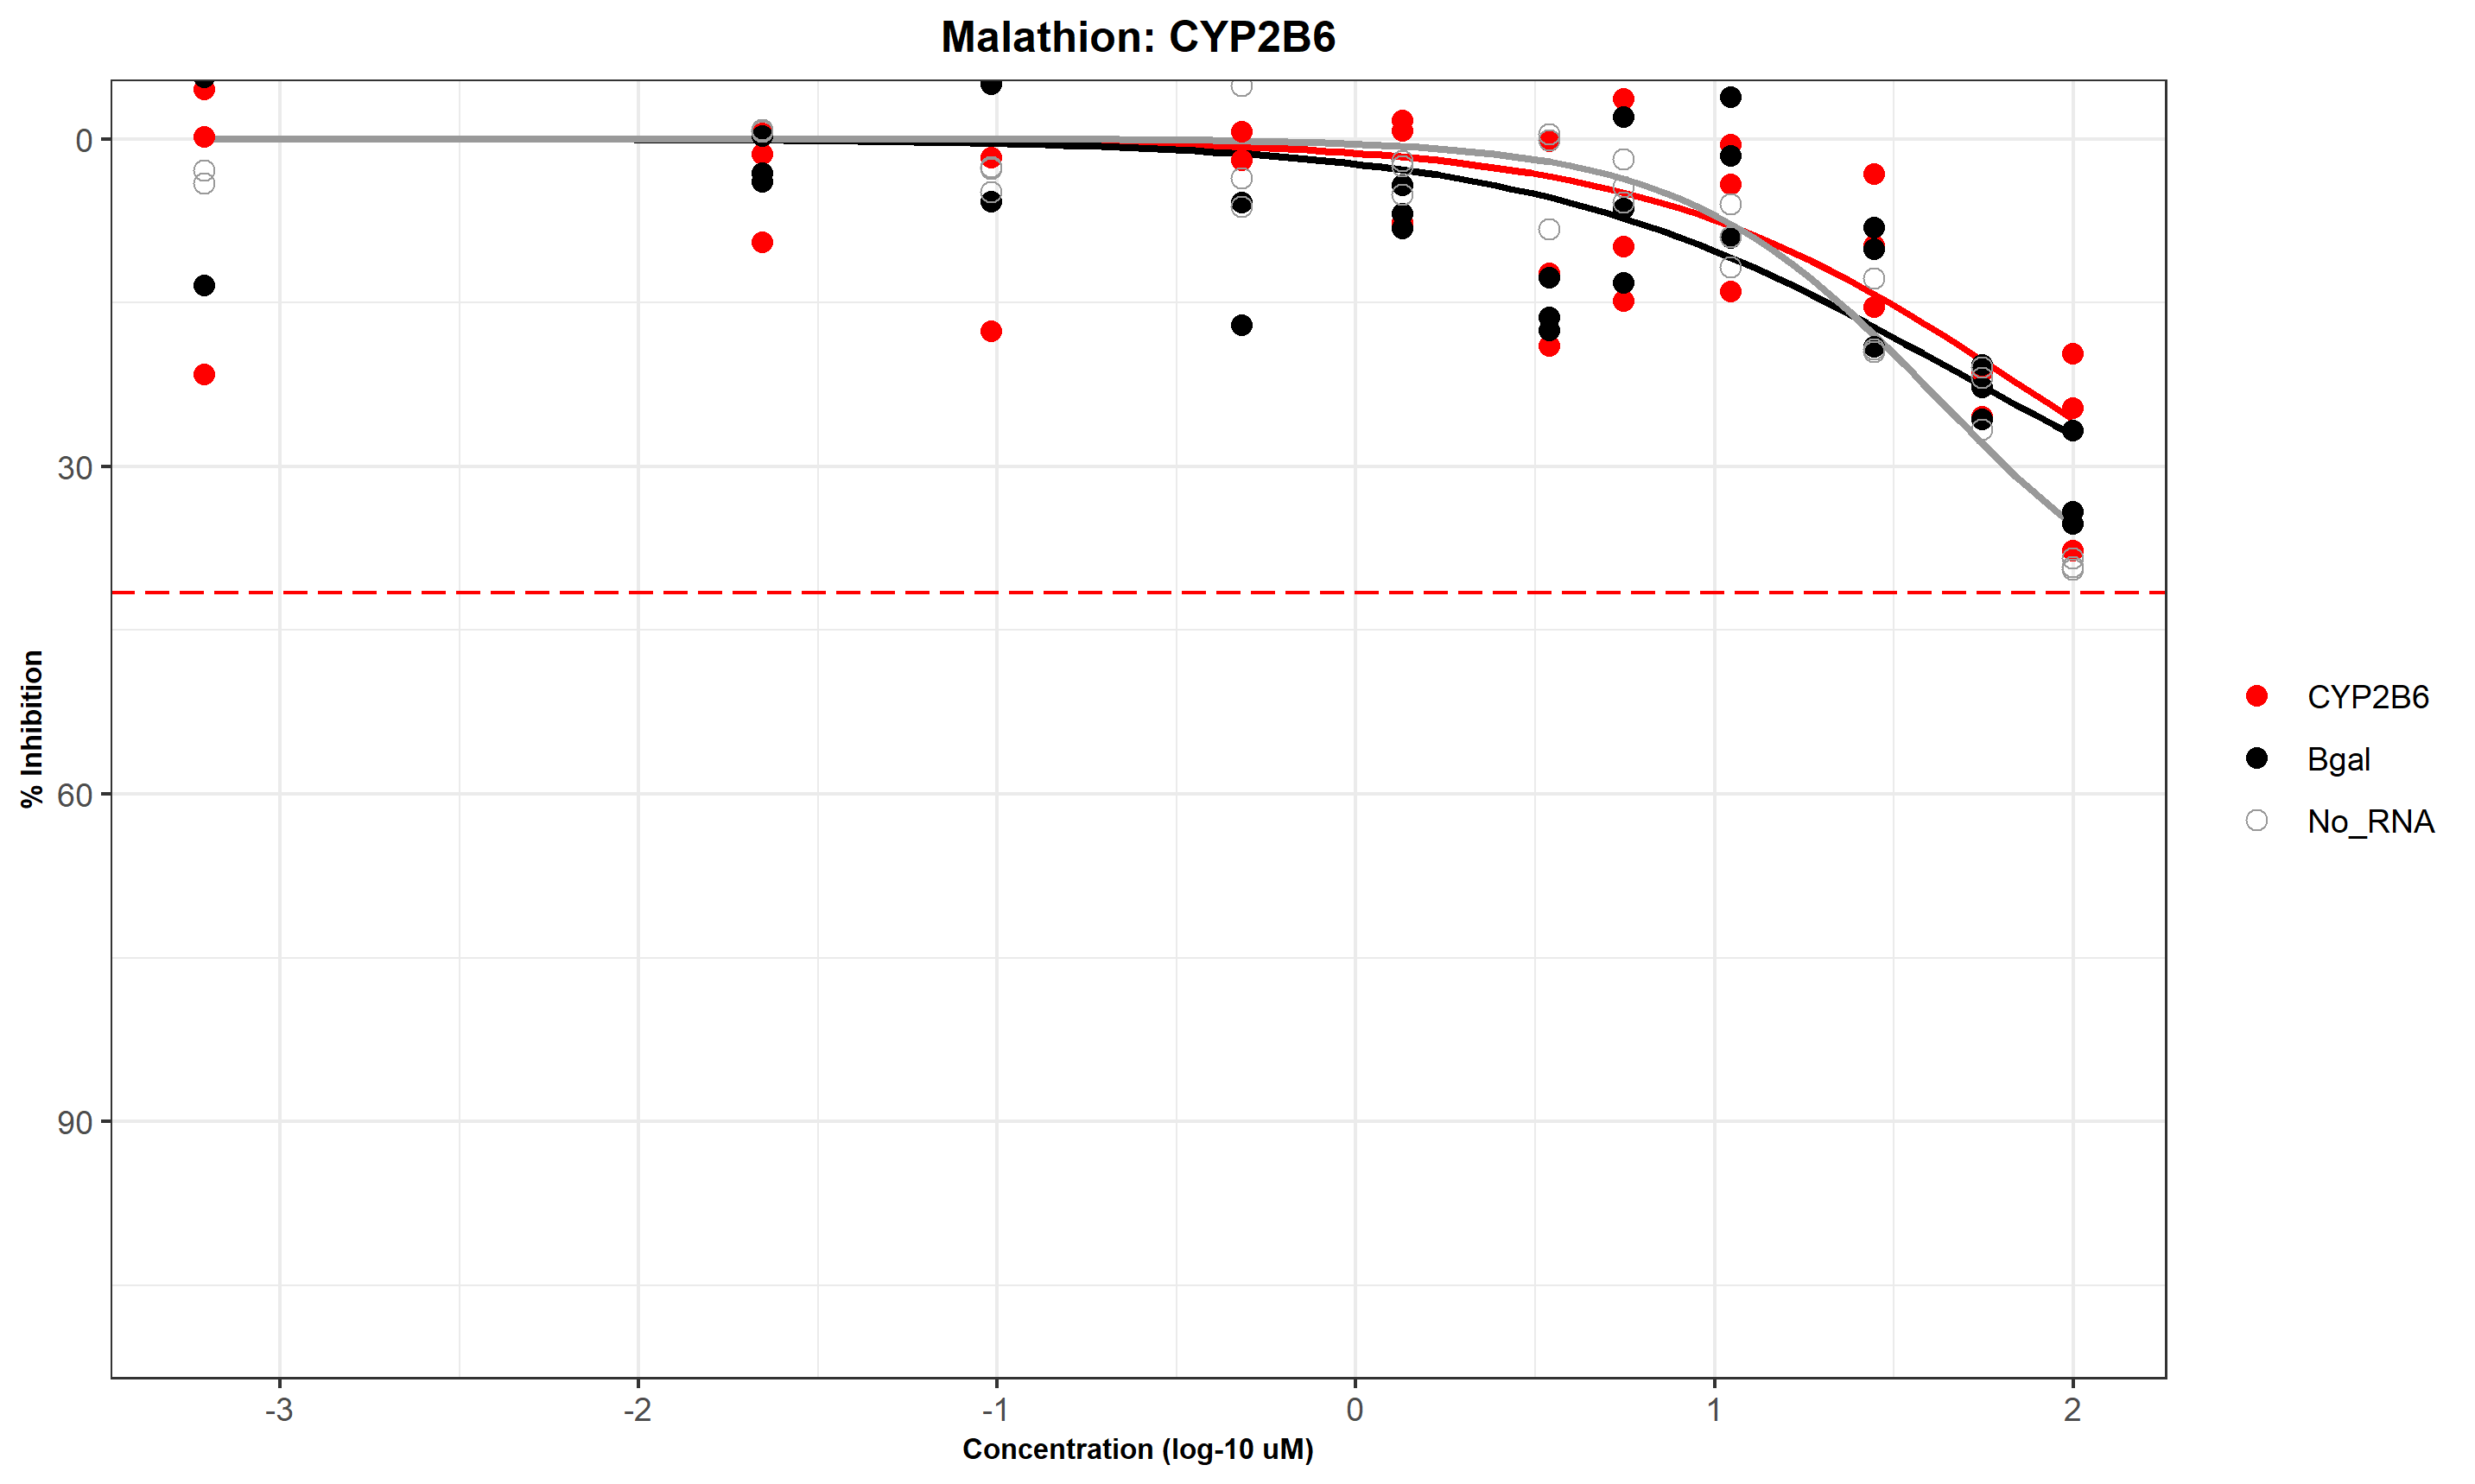 Malathion: CYP2B6
0
30
60
90
% Inhibition
-3
-2
-1
0
1
2
Concentration (log-10 uM)
CYP2B6
Bgal
No_RNA